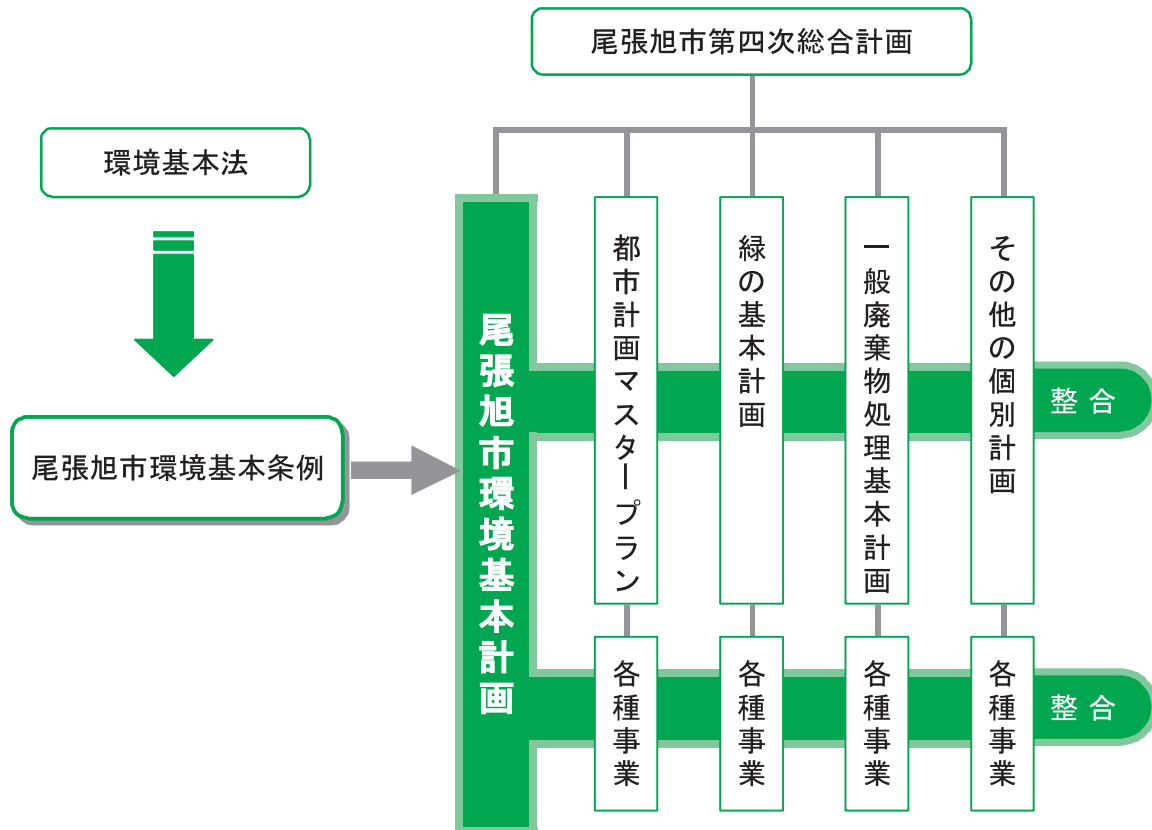 尾張旭市第四次総合計画
環境基本法
尾張旭市環境基本条例
尾張旭市環境基本計画
都市計画マスタープラン
緑の基本計画
一般廃棄物処理基本計画
その他の個別計画
整合
各種事業
各種事業
各種事業
各種事業
整合